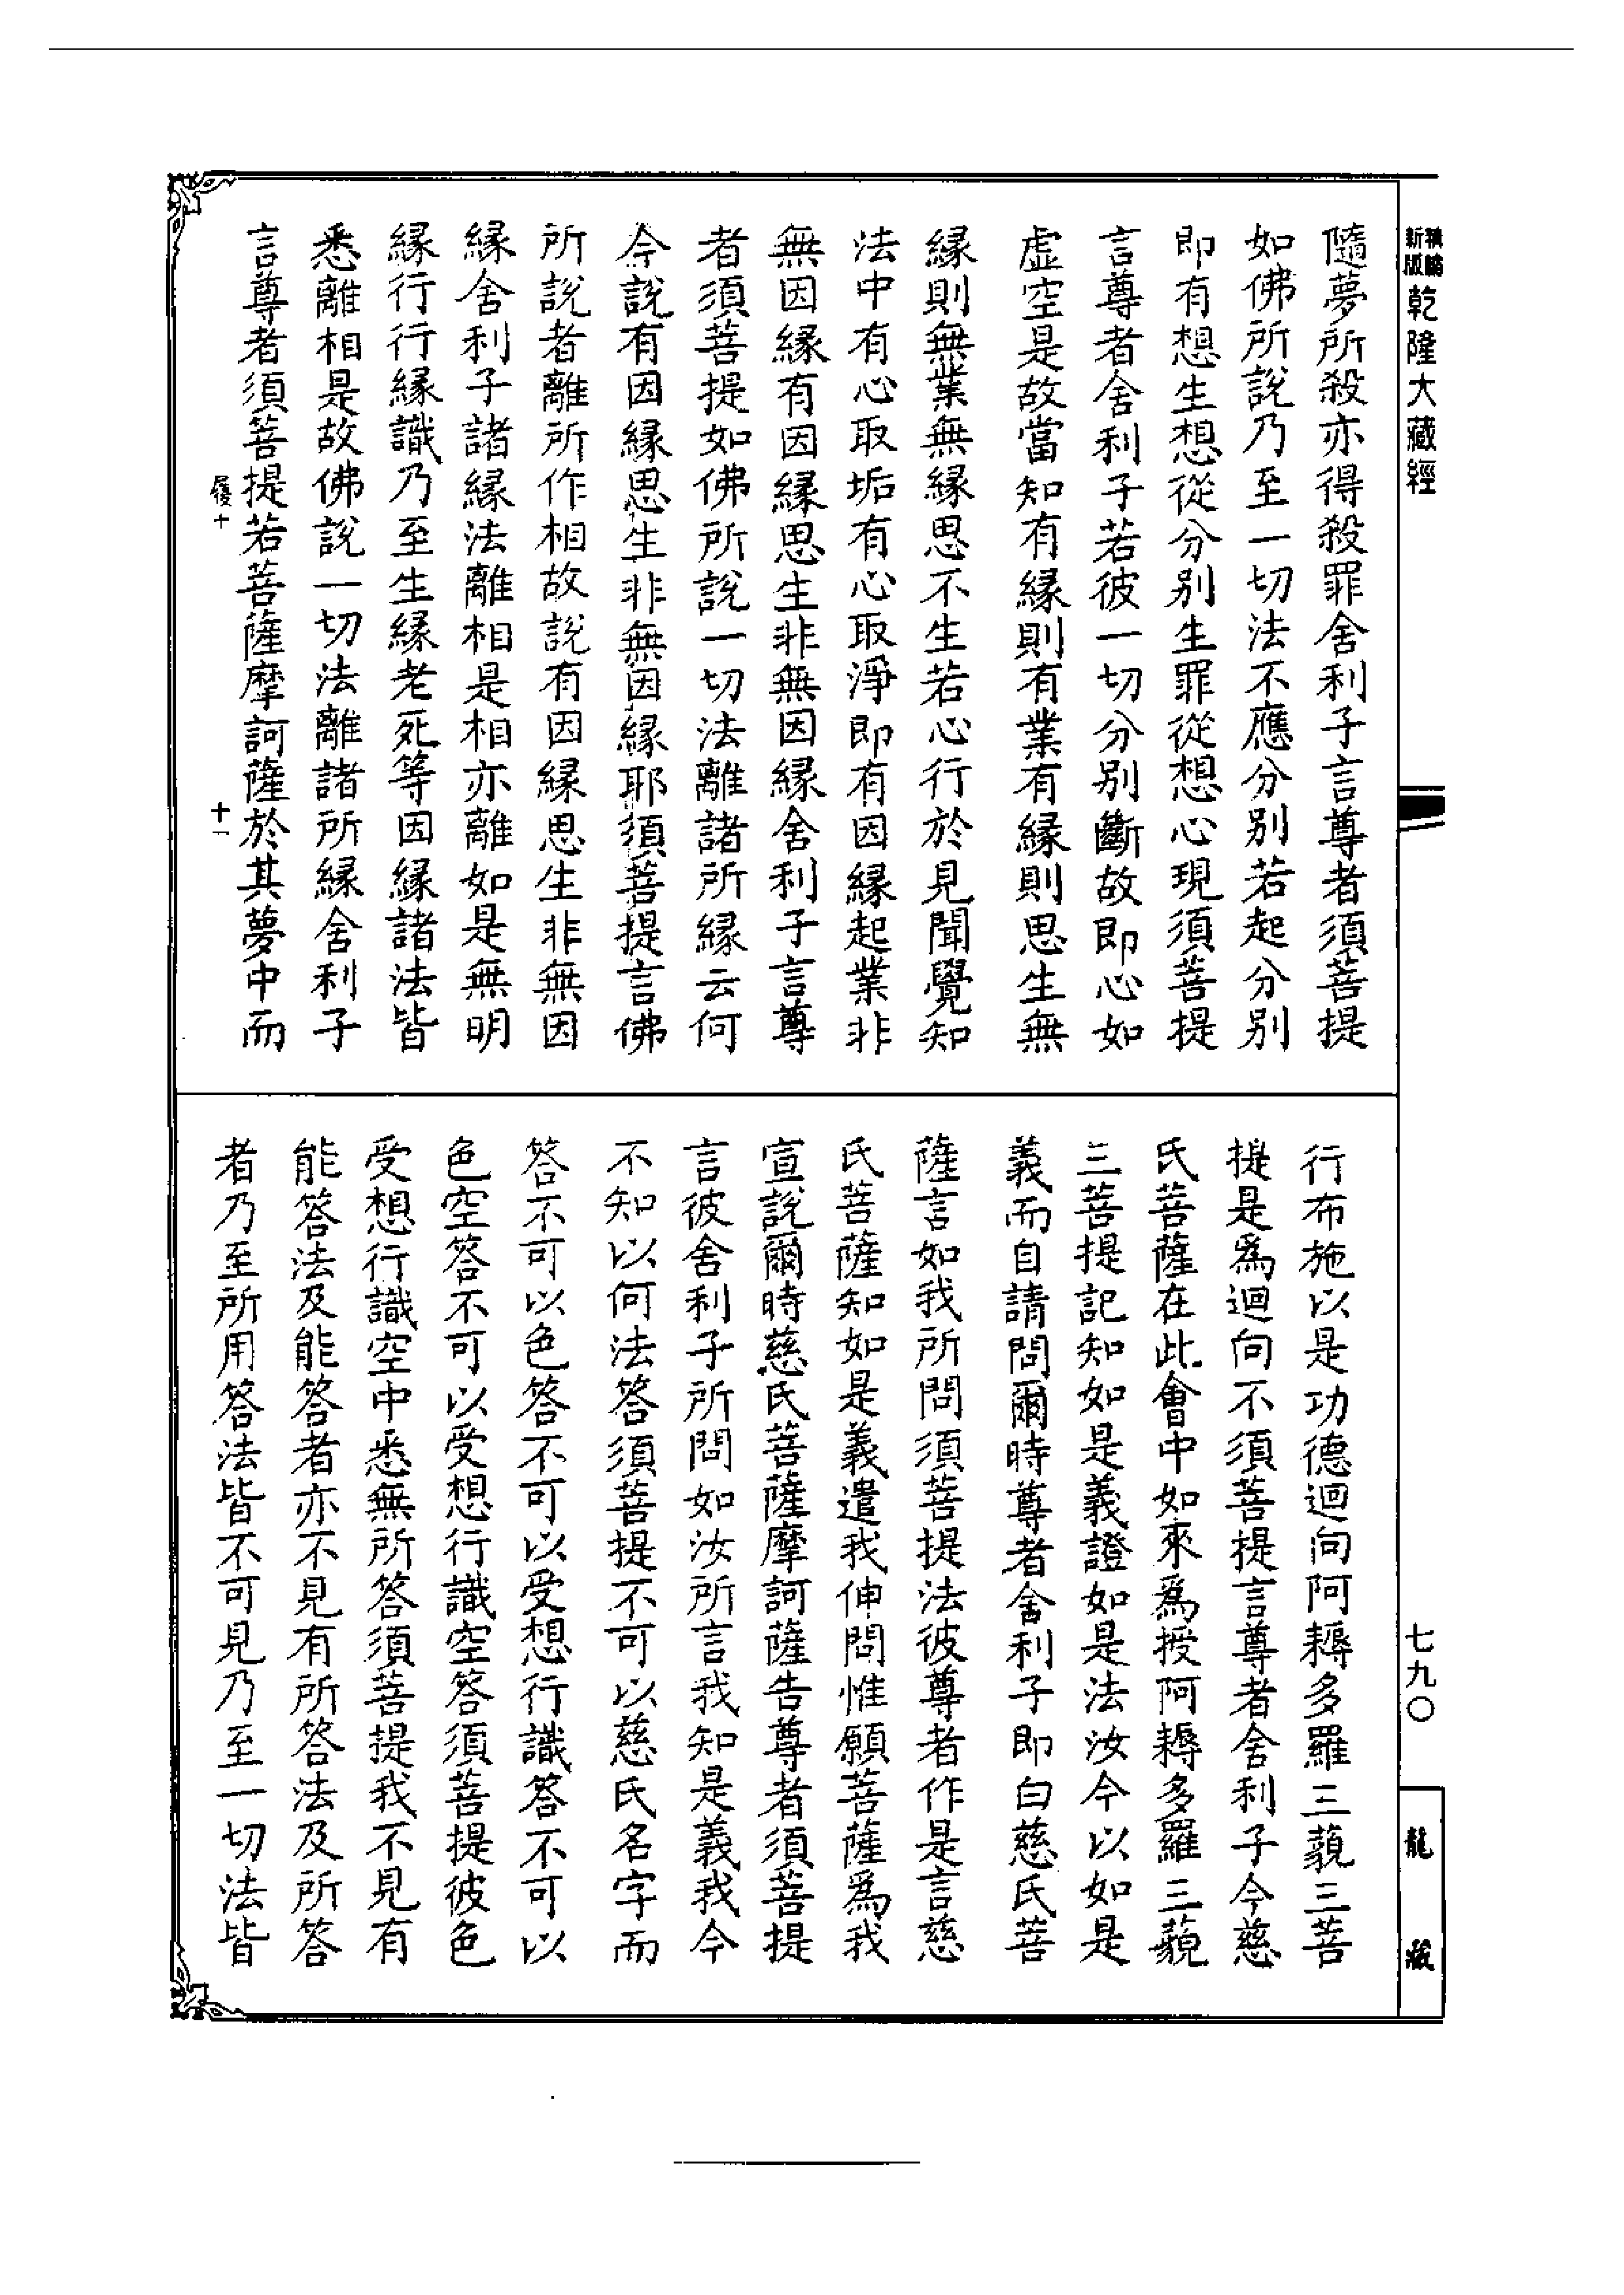 新編
縮版
乾隆大藏經
隨夢所殺亦得殺罪舍利子言尊者須菩提
如佛所說乃至一切法不應分別若起分別
即有想生想從分別生罪從想心現須菩提
言尊者舍利子若彼一切分別斷故即心如
虛空是故當知有緣則有業有緣則思生無
緣則無業無緣思不生若心行於見聞覺知
法中有心取垢有心取淨即有因緣起業非
無因緣有因緣思生非無因緣舍利子言尊
者須菩提如佛所說一切法離諸所緣云何
今說有因緣思生非無因緣耶須菩提言佛
所說者離所作相故說有因緣思生非無因
緣舍利子諸緣法離相是相亦離如是無明
緣行行緣識乃至生緣老死等因緣諸法皆
悉離相是故佛說一切法離諸所緣舍利子
言尊者須菩提若菩薩摩訶薩於其夢中而
履十
十一
行布施以是功德迴向阿耨多羅三藐三菩
提是為迴向不須菩提言尊者舍利子今慈
氏菩薩在此會中如來為授阿耨多羅三藐
三菩提記知如是義證如是法汝今以如是
義而自請問爾時尊者舍利子即白慈氏菩
薩言如我所問須菩提法彼尊者作是言慈
氏菩薩知如是義遣我伸問惟願菩薩為我
宣說爾時慈氏菩薩摩訶薩告尊者須菩提
言彼舍利子所問如汝所言我知是義我今
不知以何法答須菩提不可以慈氏名字而
答不可以色答不可以受想行識答不可以
色空答不可以受想行識空答須菩提彼色
受想行識空中悉無所答須菩提我不見有
能答法及能答者亦不見有所答法及所答
者乃至所用答法皆不可見乃至一切法皆
七九〇
龍藏